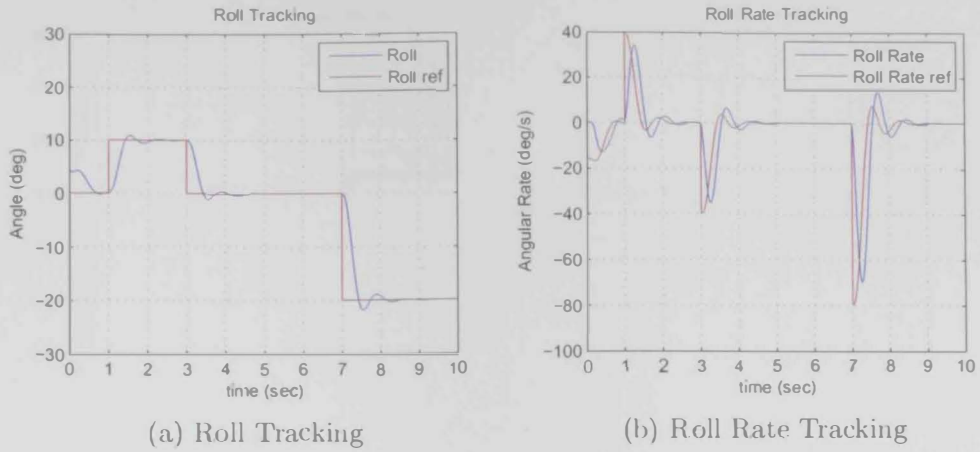 Roll Tracking
30
20
10
0
−10
−20
−30
Angle (deg)
Roll
Roll ref
0 1 2 3 4 5 6 7 8 9 10
time (sec)
(a) Roll Tracking
Roll Rate Tracking
40
20
0
−20
−40
−60
−80
−100
Angular Rate (deg/s)
Roll Rate
Roll Rate ref
0 1 2 3 4 5 6 7 8 9 10
time (sec)
(b) Roll Rate Tracking